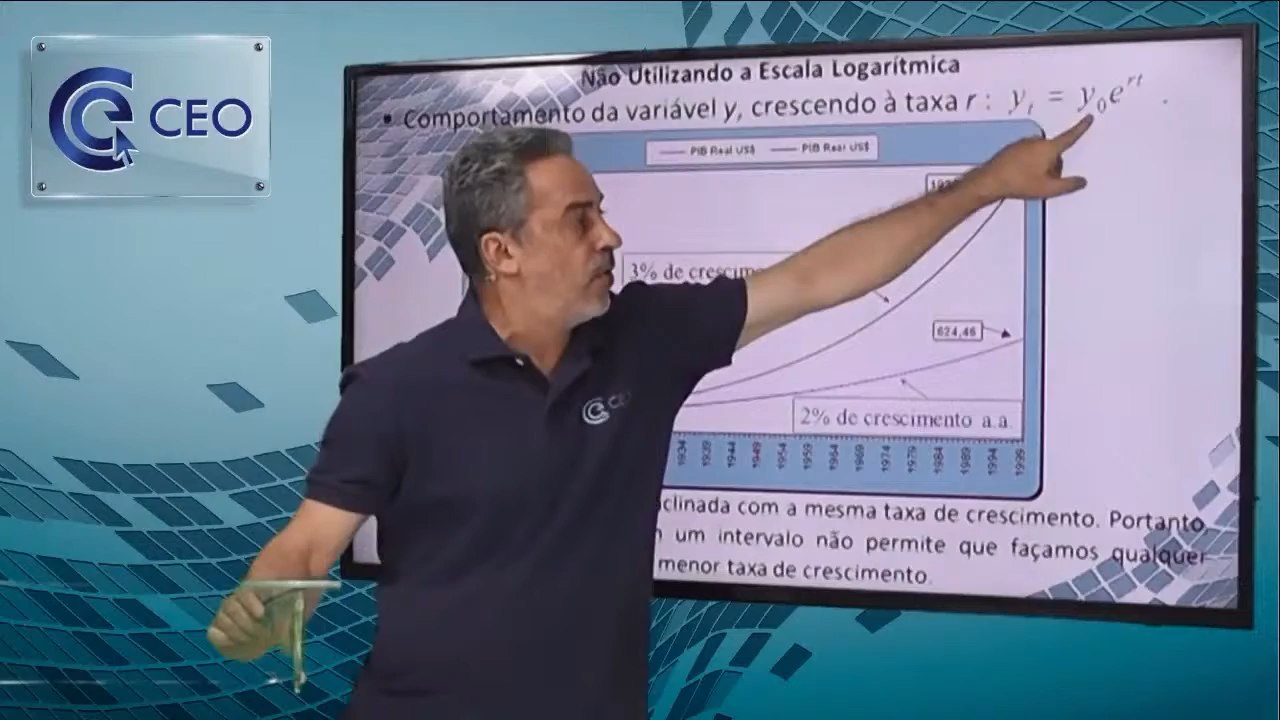 CEO
Não Utilizando a Escala Logarítmica
• Comportamento da variável y, crescendo à taxa r : yₜ = y₀eʳᵗ .
PIB Real US$ PIB Real US$
3% de
624,46
2% de crescimento a.a.
1934 1939 1944 1949 1954 1959 1964 1969 1974 1979 1984 1989 1994 1999
clinada com a mesma taxa de crescimento. Portanto,
um intervalo não permite que façamos qualquer
menor taxa de crescimento.
CEO